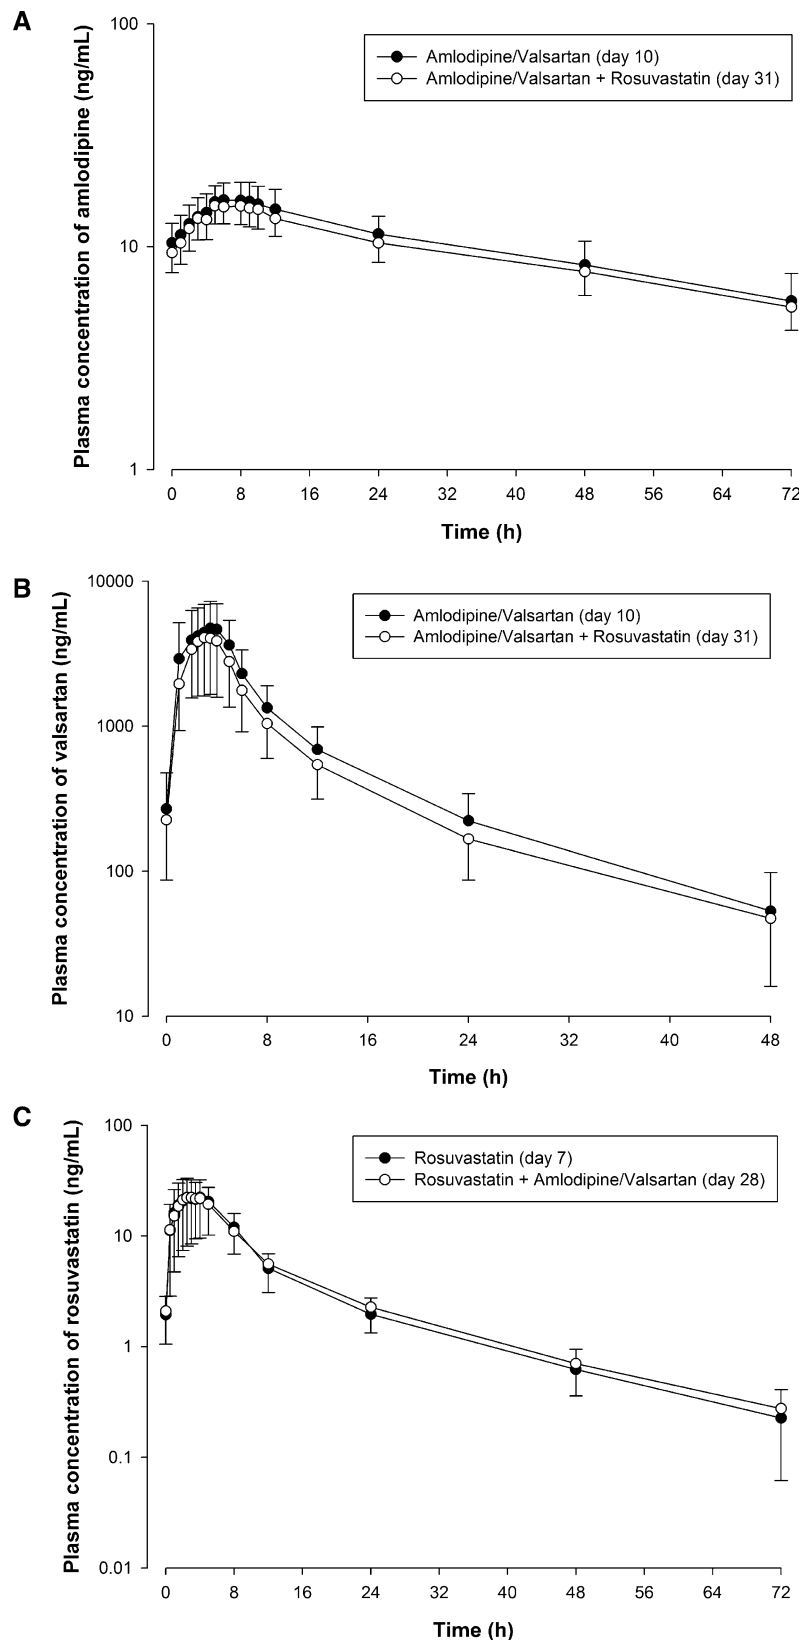 A
Plasma concentration of amlodipine (ng/mL)
100
10
1
Amlodipine/Valsartan (day 10)
Amlodipine/Valsartan + Rosuvastatin (day 31)
0 8 16 24 32 40 48 56 64 72
Time (h)
B
Plasma concentration of valsartan (ng/mL)
10000
1000
100
10
Amlodipine/Valsartan (day 10)
Amlodipine/Valsartan + Rosuvastatin (day 31)
0 8 16 24 32 40 48
Time (h)
C
Plasma concentration of rosuvastatin (ng/mL)
100
10
1
0.1
0.01
Rosuvastatin (day 7)
Rosuvastatin + Amlodipine/Valsartan (day 28)
0 8 16 24 32 40 48 56 64 72
Time (h)